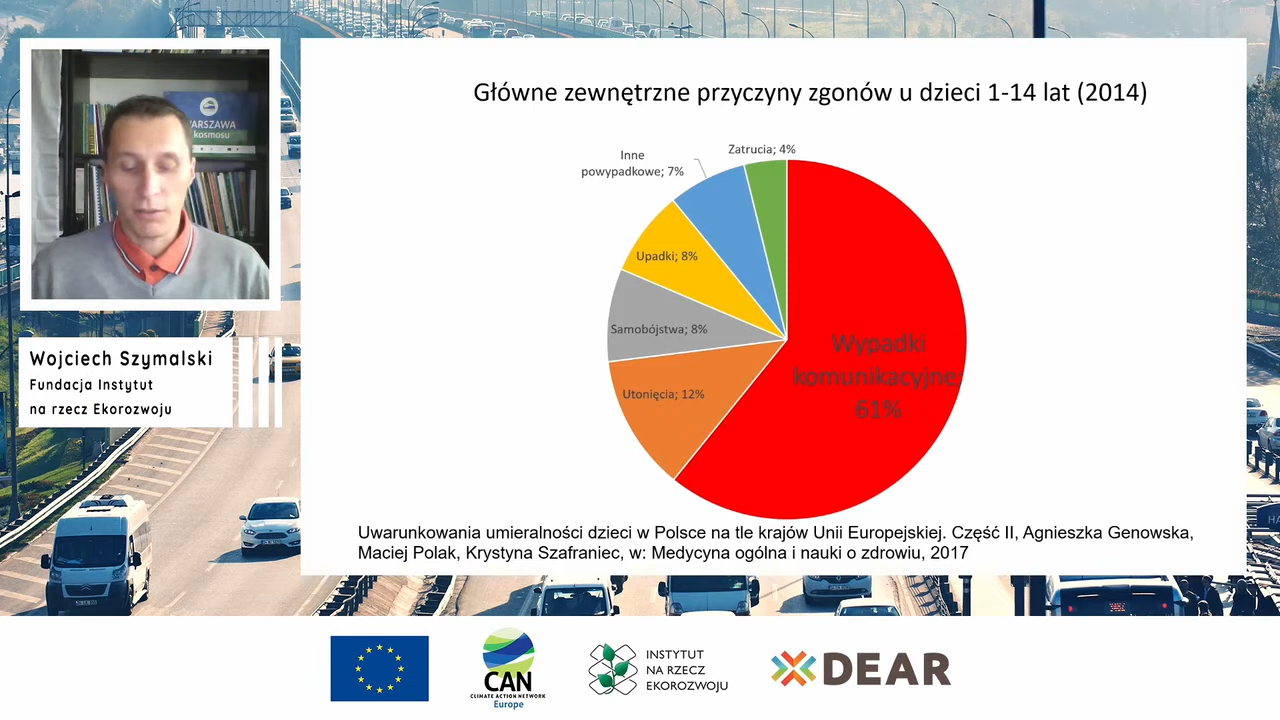 WARSZAWA
kosmosu
Wojciech Szymalski
Fundacja Instytut
na rzecz Ekorozwoju
Główne zewnętrzne przyczyny zgonów u dzieci 1-14 lat (2014)
Zatrucia; 4%
Inne
powypadkowe; 7%
Upadki; 8%
Samobójstwa; 8%
Utonięcia; 12%
Wypadki
komunikacyjne
61%
Uwarunkowania umieralności dzieci w Polsce na tle krajów Unii Europejskiej. Część II, Agnieszka Genowska,
Maciej Polak, Krystyna Szafraniec, w: Medycyna ogólna i nauki o zdrowiu, 2017
CAN
CLIMATE ACTION NETWORK
Europe
INSTYTUT
NA RZECZ
EKOROZWOJU
DEAR